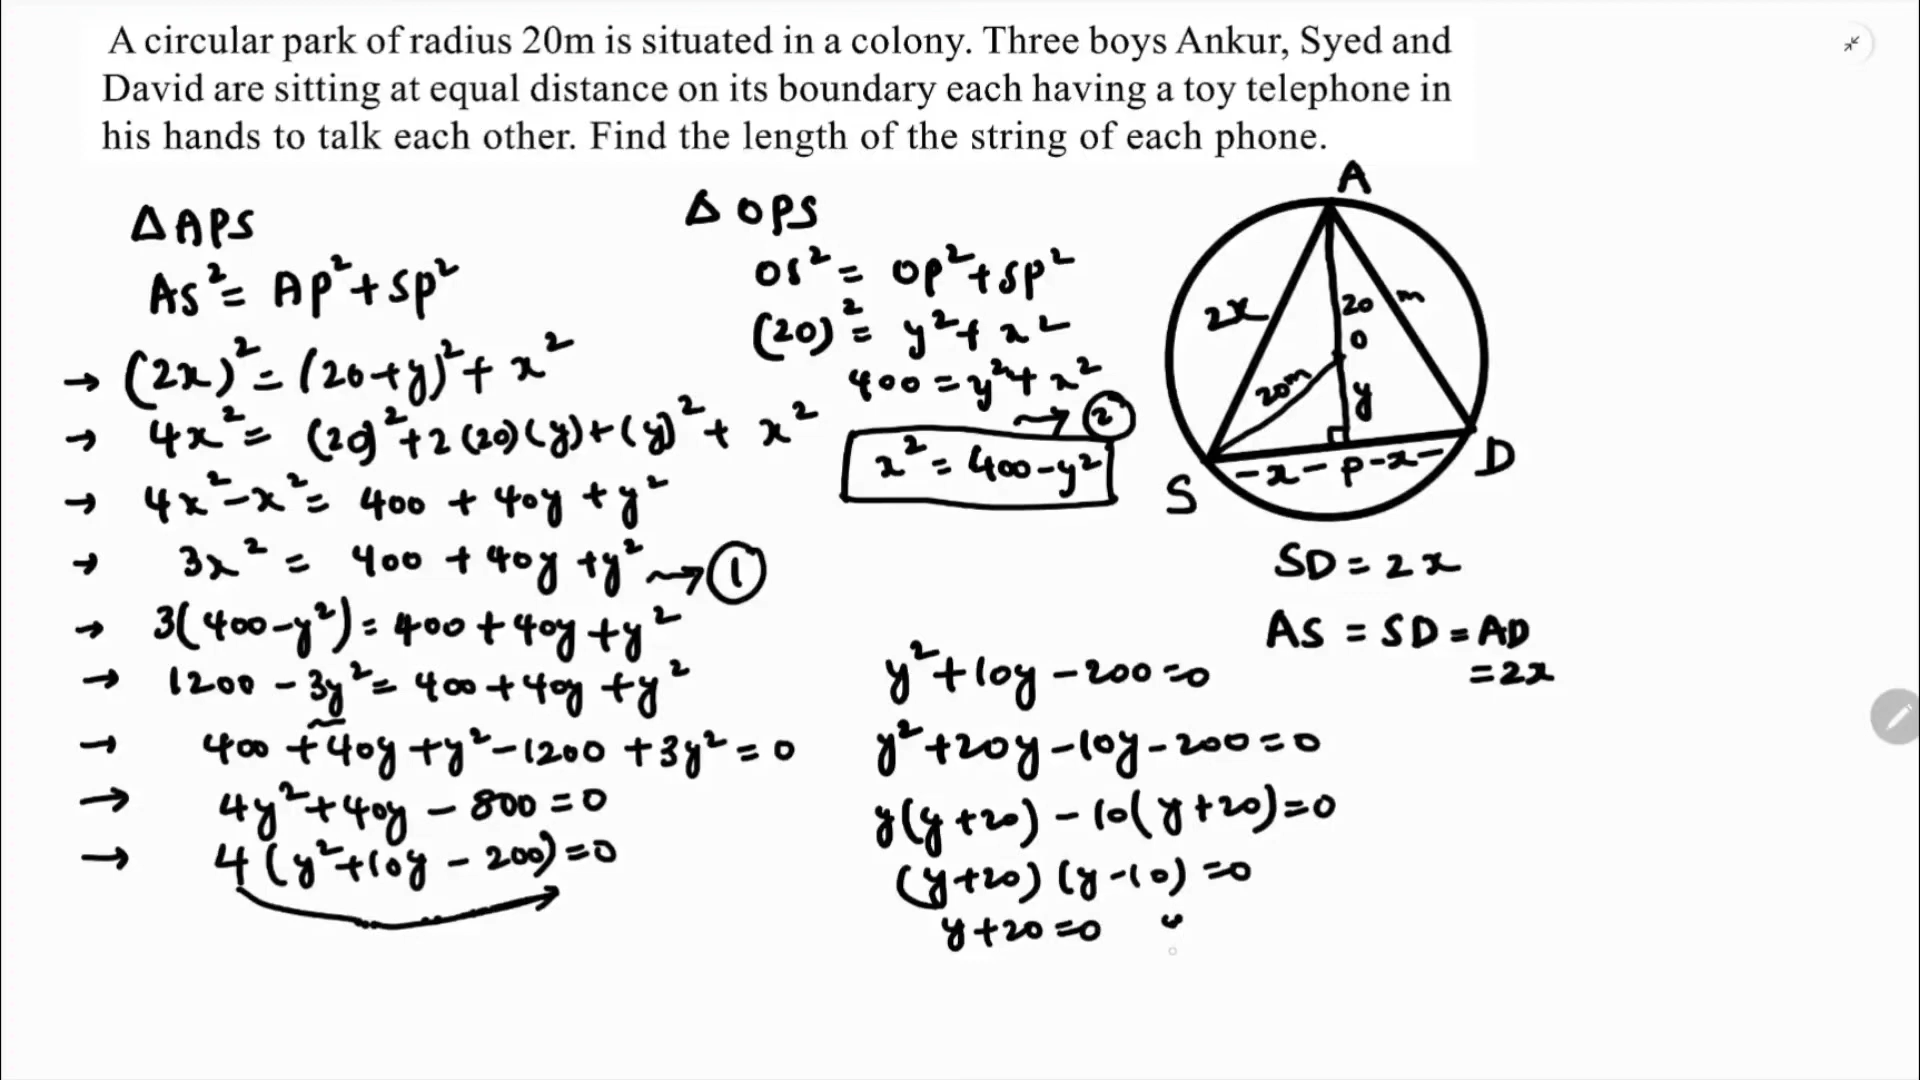 A circular park of radius 20m is situated in a colony. Three boys Ankur, Syed and
David are sitting at equal distance on its boundary each having a toy telephone in
his hands to talk each other. Find the length of the string of each phone.
Δ APS
AS² = AP² + SP²
→ (2x)² = (20+y)² + x²
→ 4x² = (20)² + 2(20)(y) + (y)² + x²
→ 4x² - x² = 400 + 40y + y²
→ 3x² = 400 + 40y + y² → ①
→ 3(400-y²) = 400 + 40y + y²
→ 1200 - 3y² = 400 + 40y + y²
→ 400 + 40y + y² - 1200 + 3y² = 0
→ 4y² + 40y - 800 = 0
→ 4(y² + 10y - 200) = 0
Δ OPS
OS² = OP² + SP²
(20)² = y² + x²
400 = y² + x²
→ ②
x² = 400 - y²
y² + 10y - 200 = 0
y² + 20y - 10y - 200 = 0
y(y+20) - 10(y+20) = 0
(y+20)(y-10) = 0
y + 20 = 0
A
2x
20 m
O
20m
y
S
-x- P -x-
D
SD = 2x
AS = SD = AD
= 2x